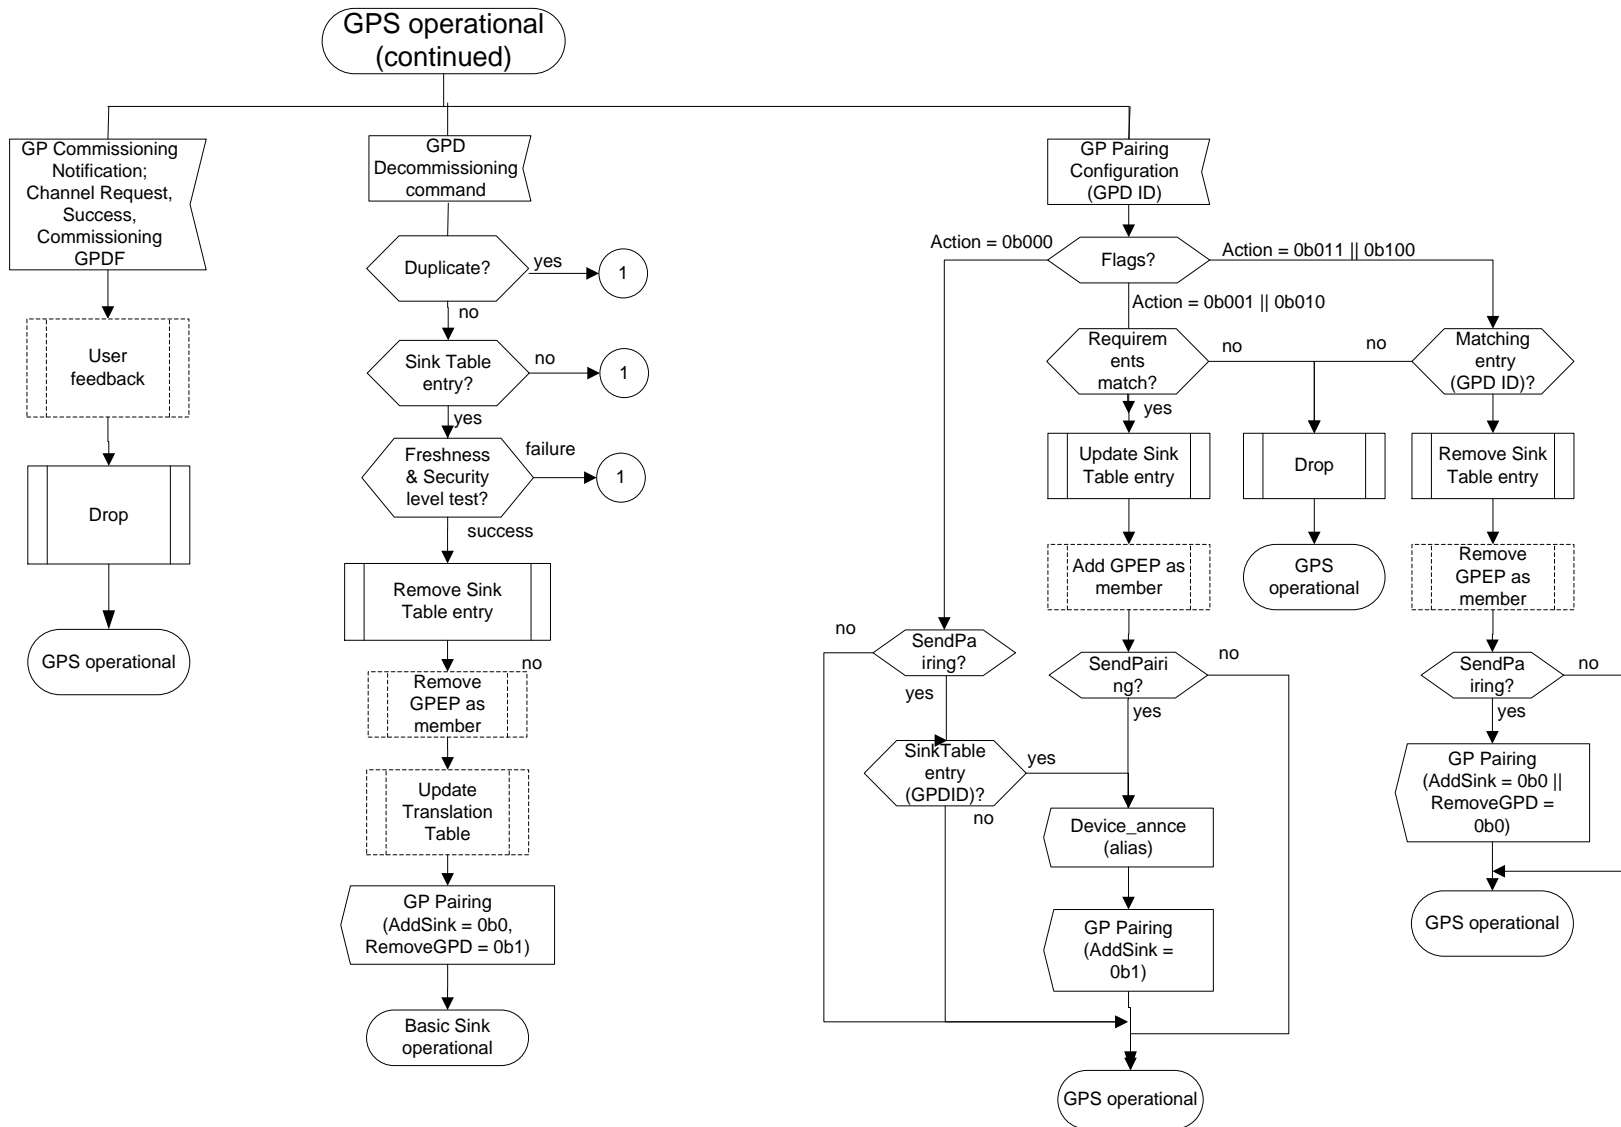 GPS operational
(continued)
GP Commissioning
Notification;
Channel Request,
Success,
Commissioning
GPDF
User
feedback
Drop
GPS operational
GPD
Decommissioning
command
Duplicate?
yes
1
no
Sink Table
entry?
no
1
yes
Freshness
& Security
level test?
failure
1
success
Remove Sink
Table entry
no
Remove
GPEP as
member
Update
Translation
Table
GP Pairing
(AddSink = 0b0,
RemoveGPD = 0b1)
Basic Sink
operational
GP Pairing
Configuration
(GPD ID)
Flags?
Action = 0b000
Action = 0b011 || 0b100
Action = 0b001 || 0b010
no
SendPa
iring?
yes
SinkTable
entry
(GPDID)?
yes
no
Requirem
ents
match?
no
yes
Update Sink
Table entry
Add GPEP as
member
SendPairi
ng?
no
yes
Device_annce
(alias)
GP Pairing
(AddSink =
0b1)
GPS operational
Drop
GPS
operational
no
Matching
entry
(GPD ID)?
Remove Sink
Table entry
Remove
GPEP as
member
SendPa
iring?
no
yes
GP Pairing
(AddSink = 0b0 ||
RemoveGPD =
0b0)
GPS operational